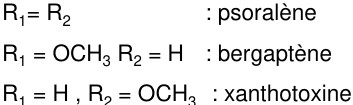 R₁= R₂ : psoralène
R₁ = OCH₃ R₂ = H : bergaptène
R₁ = H , R₂ = OCH₃ : xanthotoxine